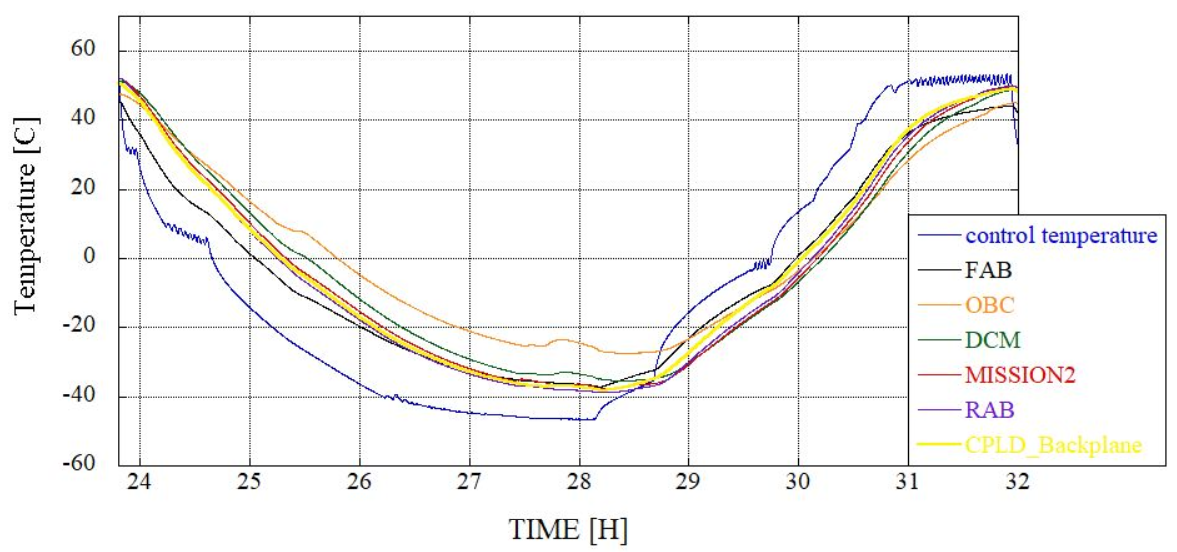 60
40
20
0
-20
-40
-60
Temperature [C]
24 25 26 27 28 29 30 31 32
TIME [H]
control temperature
FAB
OBC
DCM
MISSION2
RAB
CPLD_Backplane